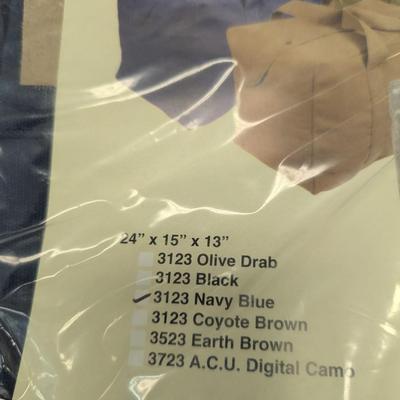 24” x 15” x 13”
3123 Olive Drab
3123 Black
3123 Navy Blue
3123 Coyote Brown
3523 Earth Brown
3723 A.C.U. Digital Camo